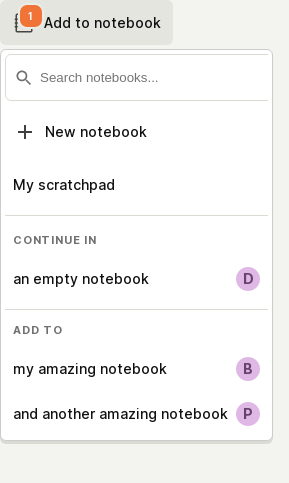 1
Add to notebook
Search notebooks...
New notebook
My scratchpad
CONTINUE IN
an empty notebook D
ADD TO
my amazing notebook B
and another amazing notebook P